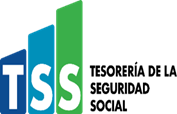 TSS
TESORERÍA DE LA
SEGURIDAD
SOCIAL